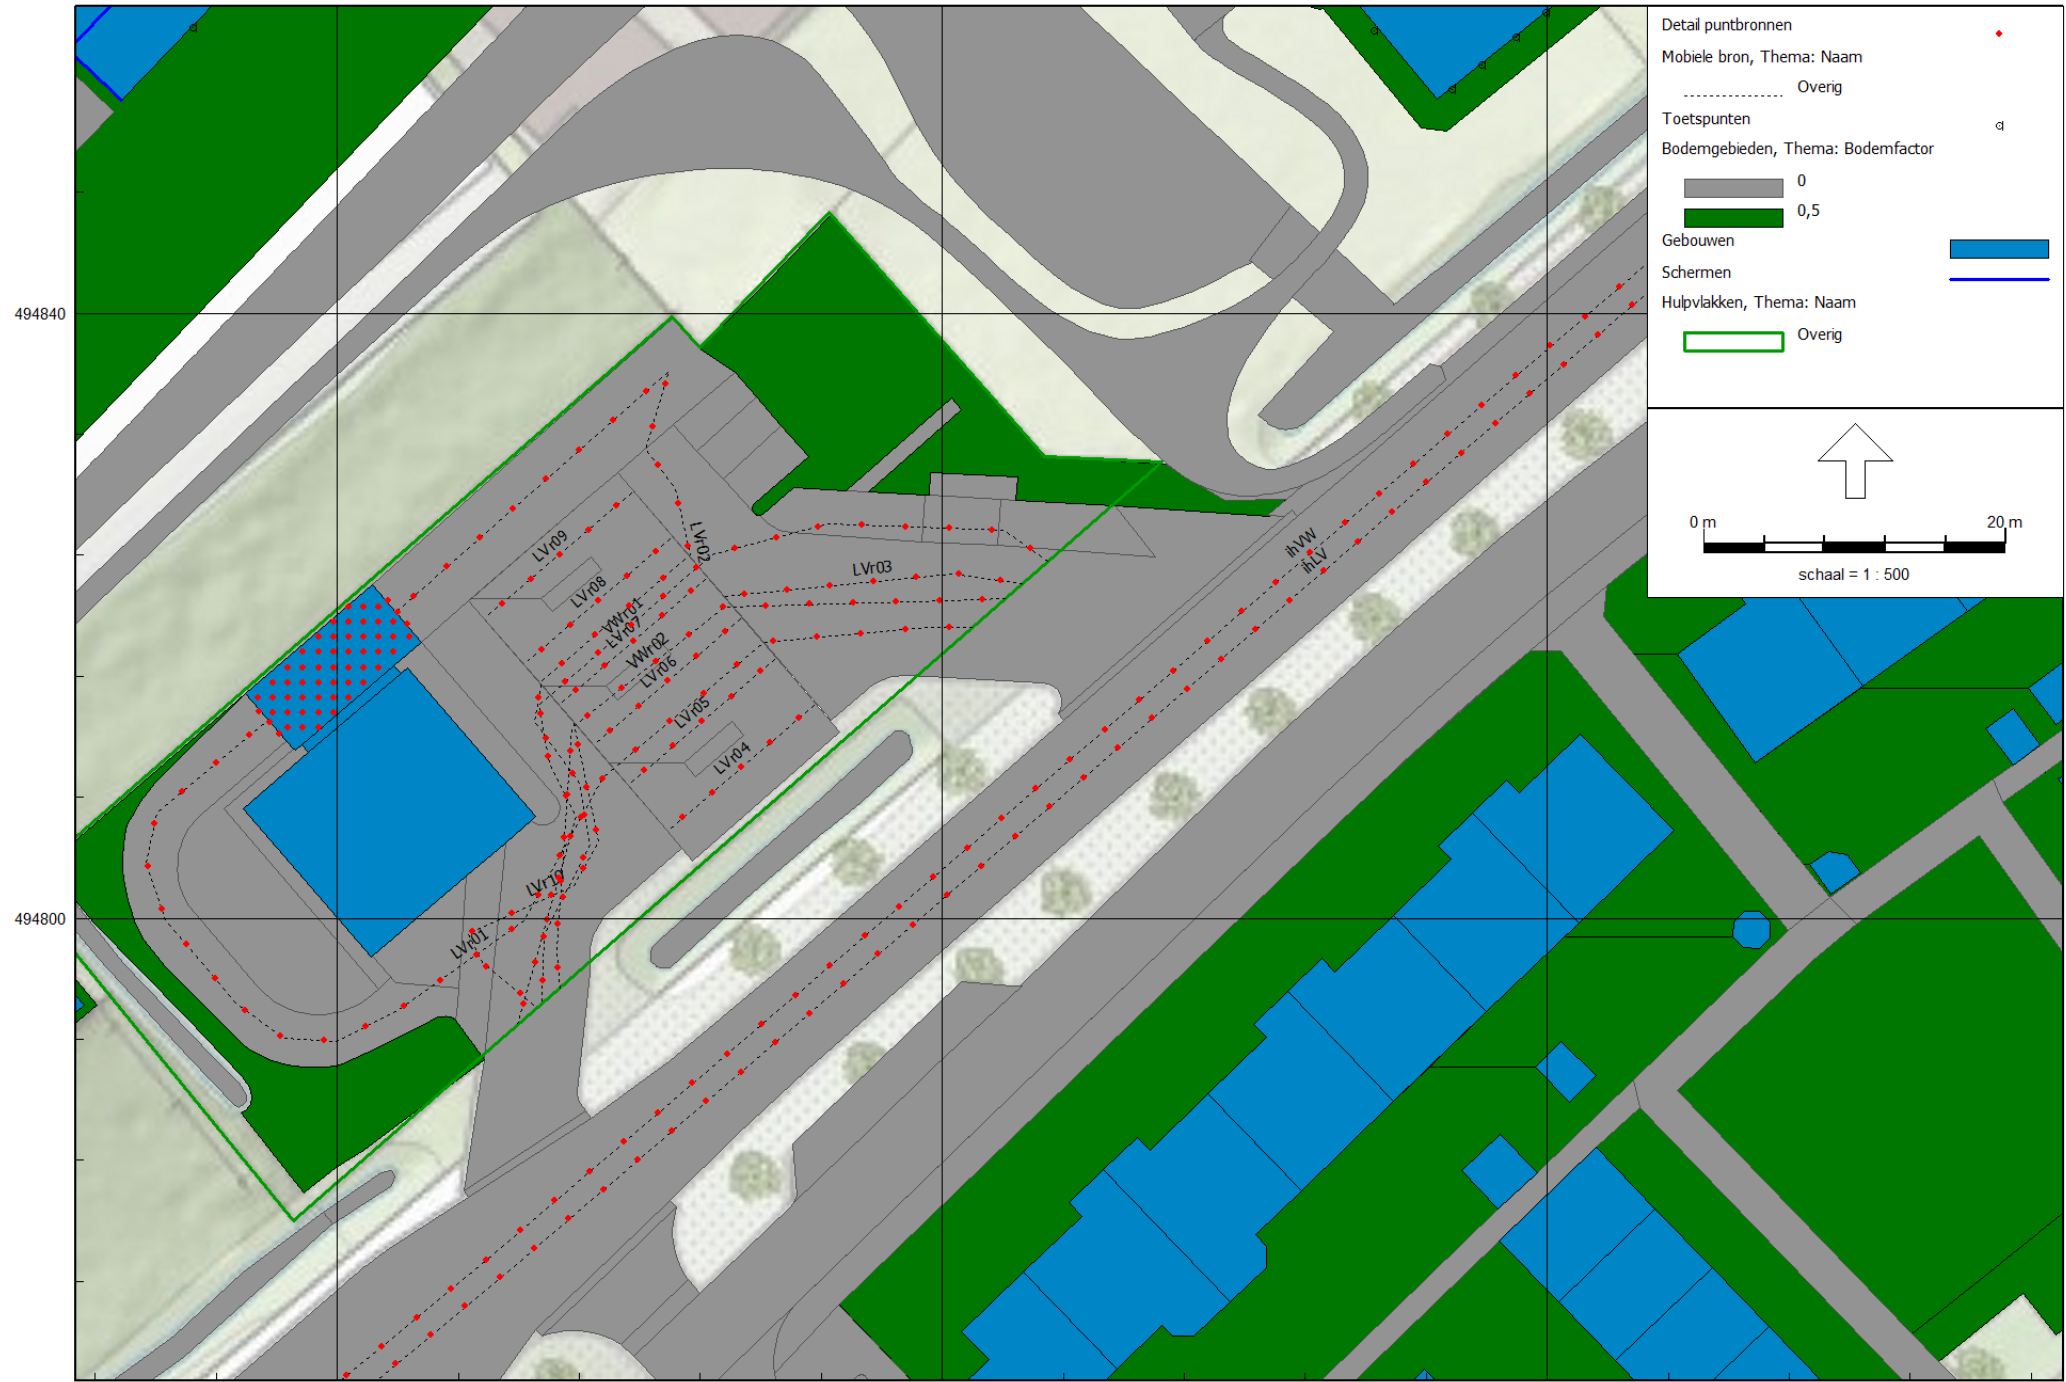 Detail puntbronnen
Mobiele bron, Thema: Naam
Overig
Toetspunten
Bodemgebieden, Thema: Bodemfactor
0
0,5
Gebouwen
Schermen
Hulpvlakken, Thema: Naam
Overig
0 m
20 m
schaal = 1 : 500
494840
494800
LVr09
LVr08
LVr02
LVr03
VWr01
LVr07
VWr02
LVr06
LVr05
LVr04
LVr10
LVr01
ihVW
ihLV